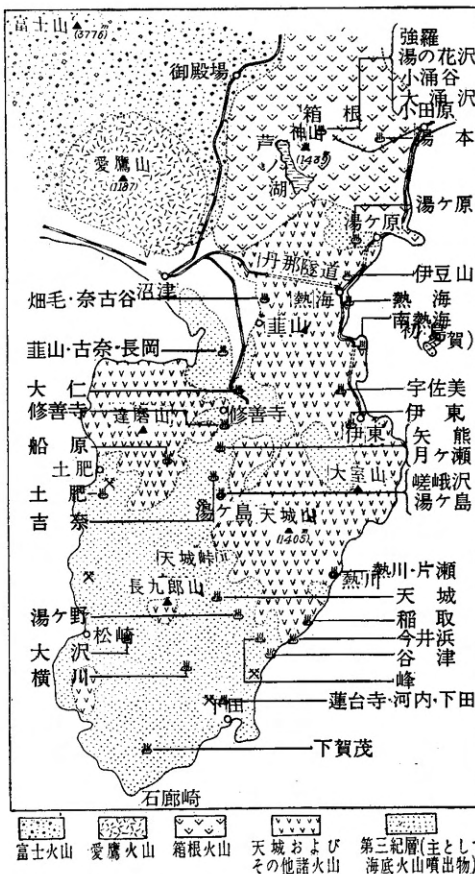 富士山
(3776)
m
強羅
湯の花沢
小涌谷
大涌沢
小田原
御殿場
箱根
神山
芦ノ湖
湯本
愛鷹山
(1187)
湯ヶ原
湯ヶ原
丹那隧道
伊豆山
沼津
熱海
熱海
畑毛・奈古谷
韮山
南熱海
初島
韮山・古奈・長岡
大仁
宇佐美
修善寺
達磨山
修善寺
伊東
伊東
船原
矢熊
月ヶ瀬
土肥
大室山
嵯峨沢
湯ヶ島
土肥
吉奈
湯ヶ島
天城山
(1405)
天城峠
熱川・片瀬
熱川
長九郎山
天城
湯ヶ野
稲取
松崎
今井浜
大沢
谷津
横川
峰
蓮台寺・河内・下田
下田
下賀茂
石廊崎
富士火山
愛鷹火山
箱根火山
天城および
その他諸火山
第三紀層(主として
海底火山噴出物)